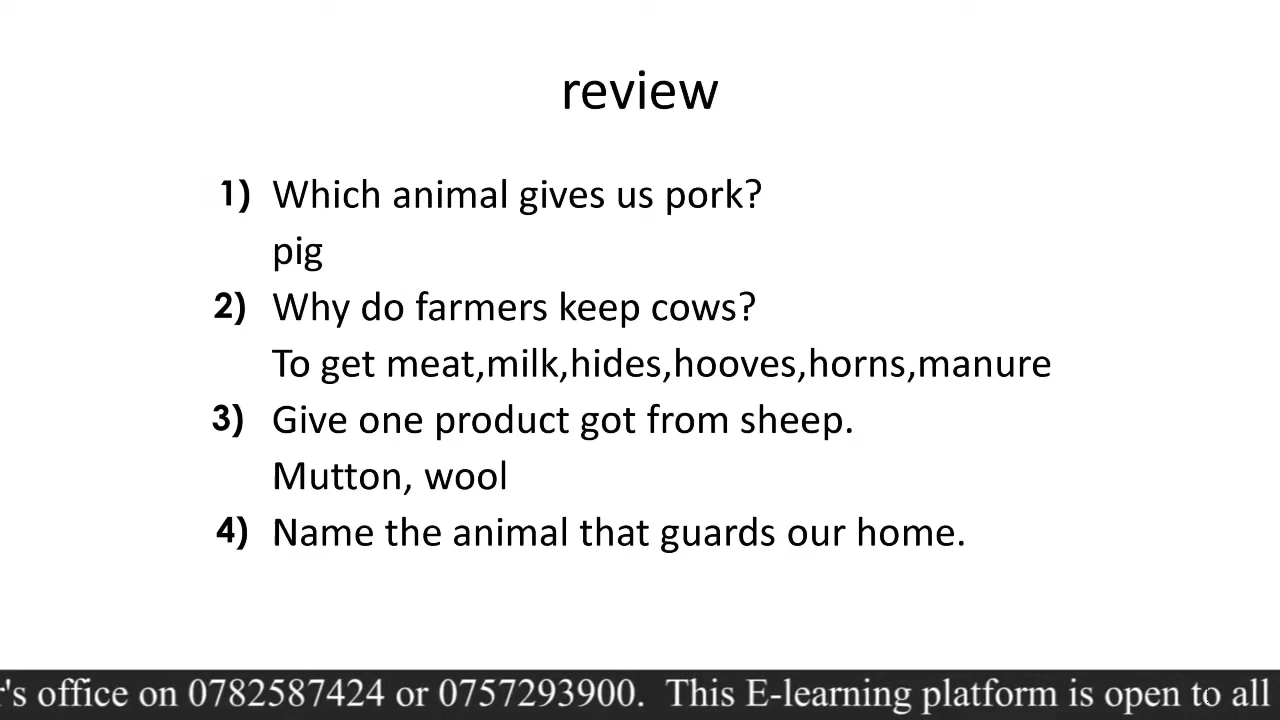 review
1) Which animal gives us pork?
pig
2) Why do farmers keep cows?
To get meat,milk,hides,hooves,horns,manure
3) Give one product got from sheep.
Mutton, wool
4) Name the animal that guards our home.
r's office on 0782587424 or 0757293900. This E-learning platform is open to all